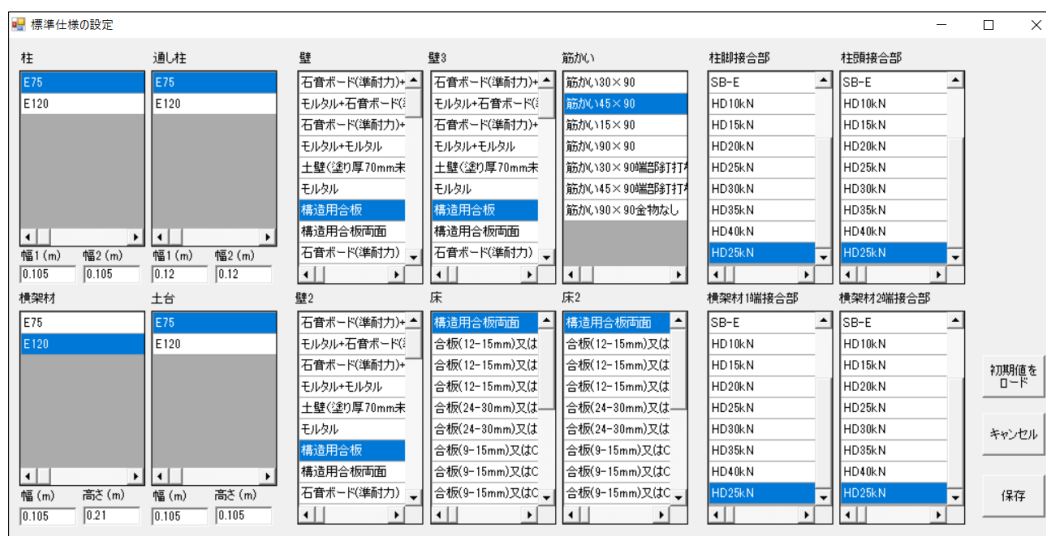 標準仕様の設定
柱
E75
E120
幅1(m) 幅2(m)
0.105 0.105
通し柱
E75
E120
幅1(m) 幅2(m)
0.12 0.12
壁
石膏ボード(準耐力)+
モルタル+石膏ボード(準
石膏ボード(準耐力)+
モルタル+モルタル
土壁(塗り厚70mm未
モルタル
構造用合板
構造用合板両面
石膏ボード(準耐力)
壁3
石膏ボード(準耐力)+
モルタル+石膏ボード(準
石膏ボード(準耐力)+
モルタル+モルタル
土壁(塗り厚70mm未
モルタル
構造用合板
構造用合板両面
石膏ボード(準耐力)
筋かい
筋かい30×90
筋かい45×90
筋かい15×90
筋かい90×90
筋かい30×90端部釘打
筋かい45×90端部釘打
筋かい90×90金物なし
柱脚接合部
SB-E
HD10kN
HD15kN
HD20kN
HD25kN
HD30kN
HD35kN
HD40kN
HD25kN
柱頭接合部
SB-E
HD10kN
HD15kN
HD20kN
HD25kN
HD30kN
HD35kN
HD40kN
HD25kN
横架材
E75
E120
幅(m) 高さ(m)
0.105 0.21
土台
E75
E120
幅(m) 高さ(m)
0.105 0.105
壁2
石膏ボード(準耐力)+
モルタル+石膏ボード(準
石膏ボード(準耐力)+
モルタル+モルタル
土壁(塗り厚70mm未
モルタル
構造用合板
構造用合板両面
石膏ボード(準耐力)
床
構造用合板両面
合板(12-15mm)又は
合板(12-15mm)又は
合板(12-15mm)又は
合板(24-30mm)又は
合板(24-30mm)又は
合板(9-15mm)又はC
合板(9-15mm)又はC
合板(9-15mm)又はC
床2
構造用合板両面
合板(12-15mm)又は
合板(12-15mm)又は
合板(12-15mm)又は
合板(24-30mm)又は
合板(24-30mm)又は
合板(9-15mm)又はC
合板(9-15mm)又はC
合板(9-15mm)又はC
横架材1端接合部
SB-E
HD10kN
HD15kN
HD20kN
HD25kN
HD30kN
HD35kN
HD40kN
HD25kN
横架材2端接合部
SB-E
HD10kN
HD15kN
HD20kN
HD25kN
HD30kN
HD35kN
HD40kN
HD25kN
初期値を
ロード
キャンセル
保存